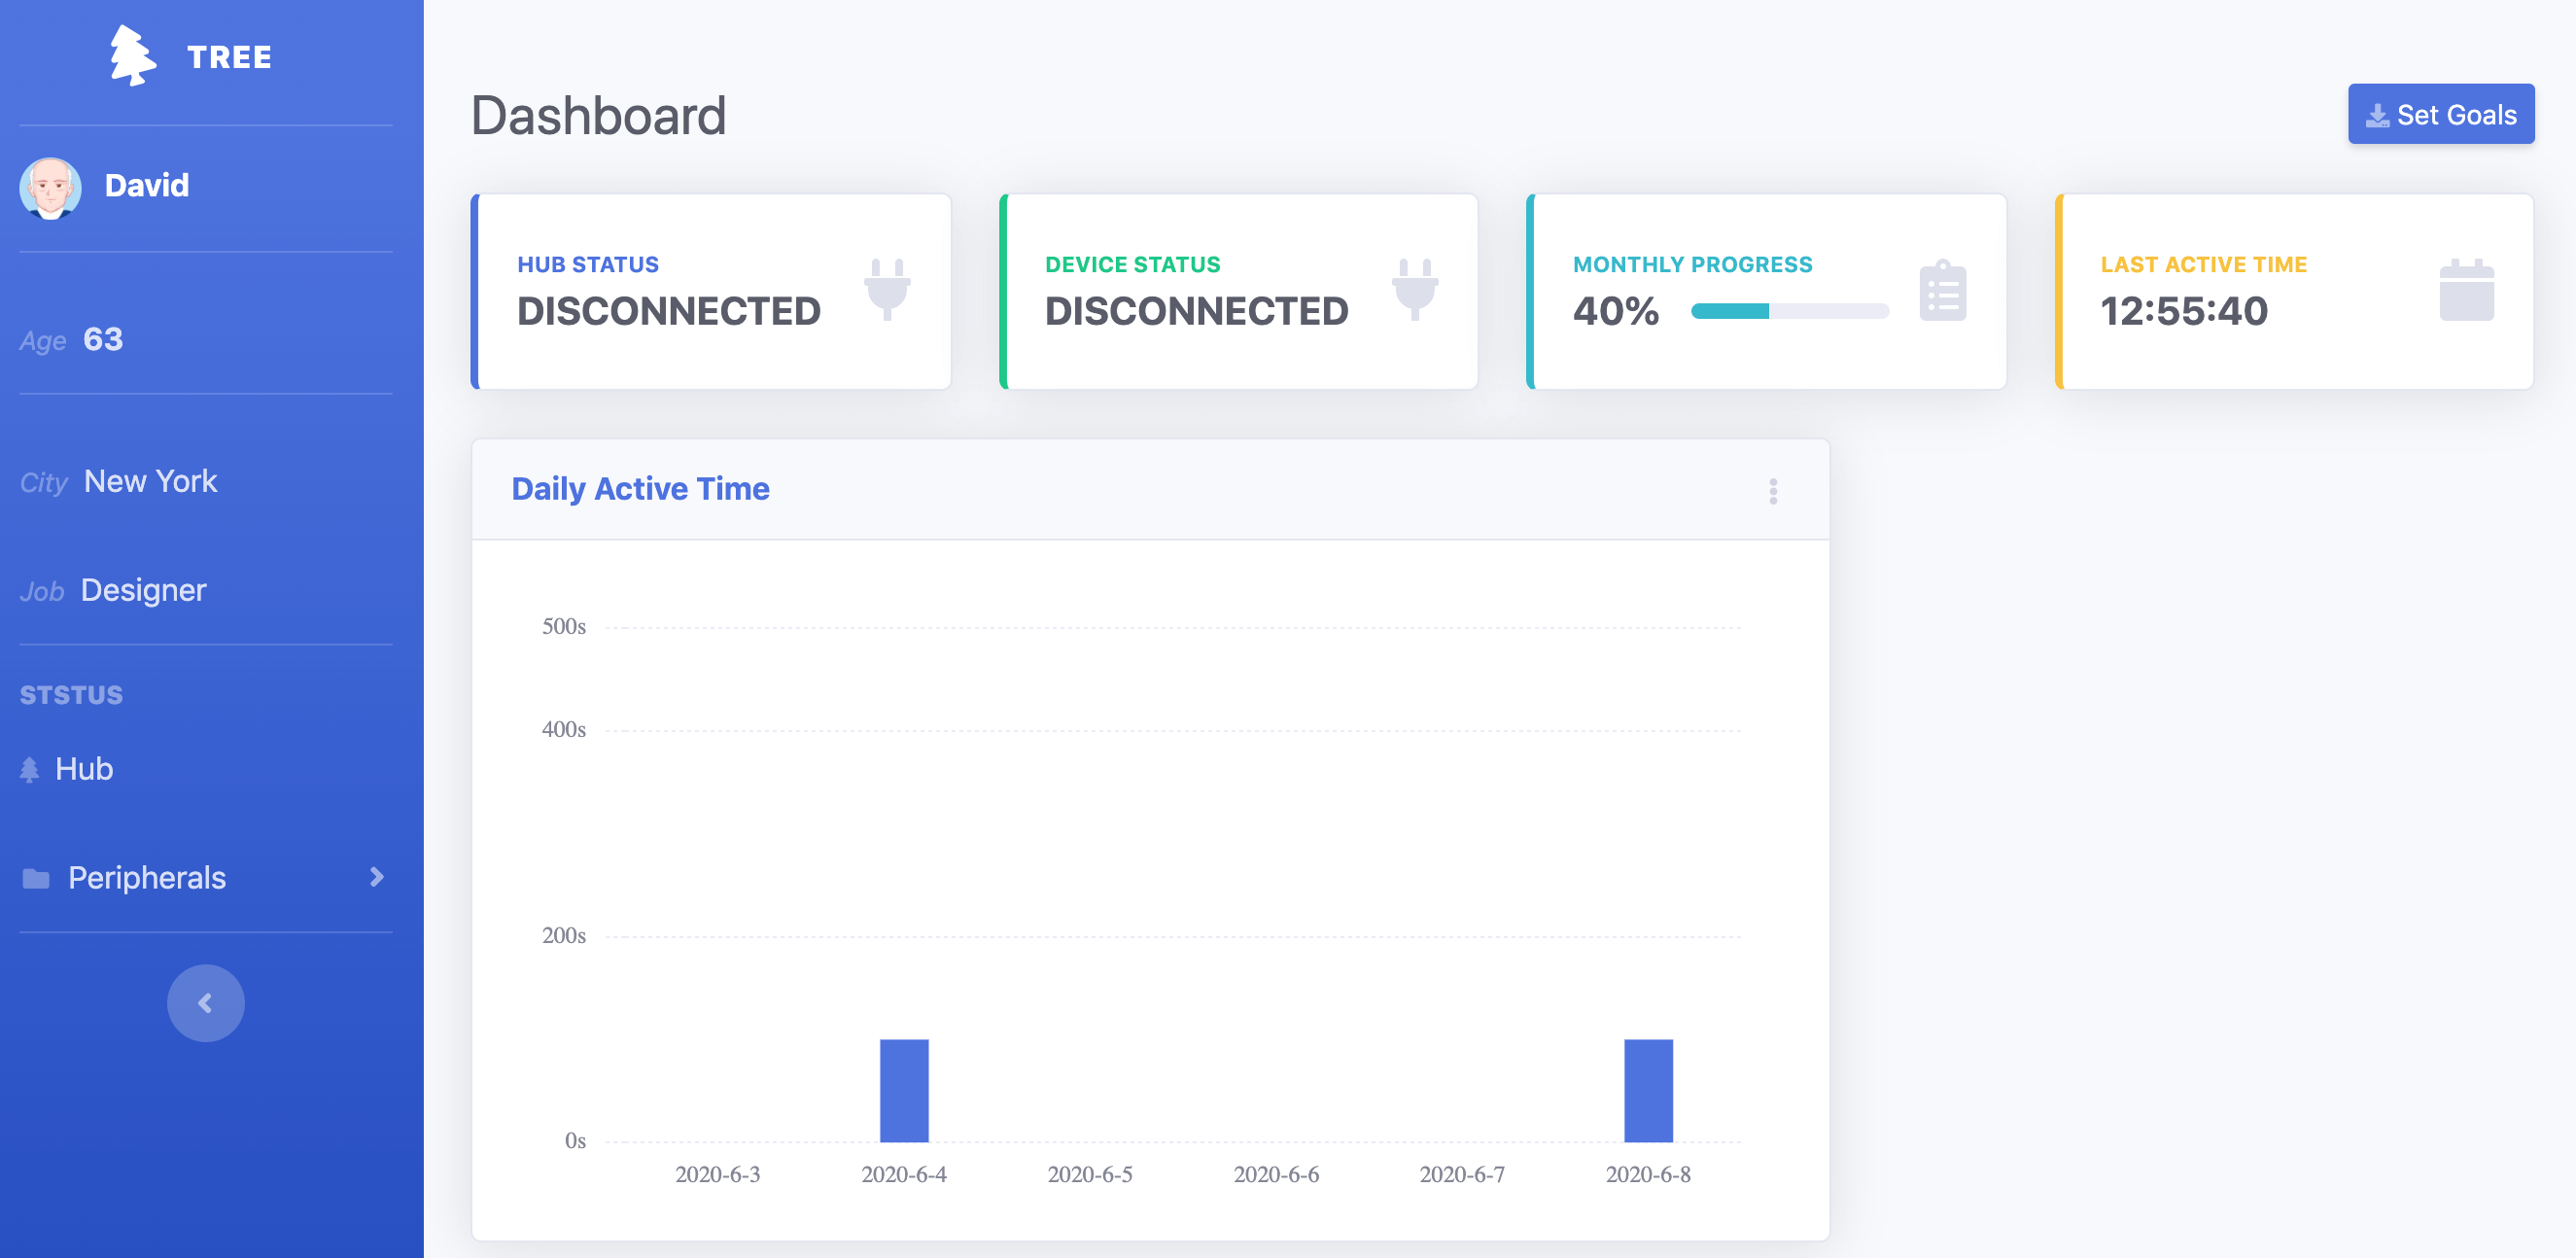 TREE
David
Age 63
City New York
Job Designer
STSTUS
Hub
Peripherals
Dashboard
Set Goals
HUB STATUS
DISCONNECTED
DEVICE STATUS
DISCONNECTED
MONTHLY PROGRESS
40%
LAST ACTIVE TIME
12:55:40
Daily Active Time
500s
400s
200s
0s
2020-6-3 2020-6-4 2020-6-5 2020-6-6 2020-6-7 2020-6-8